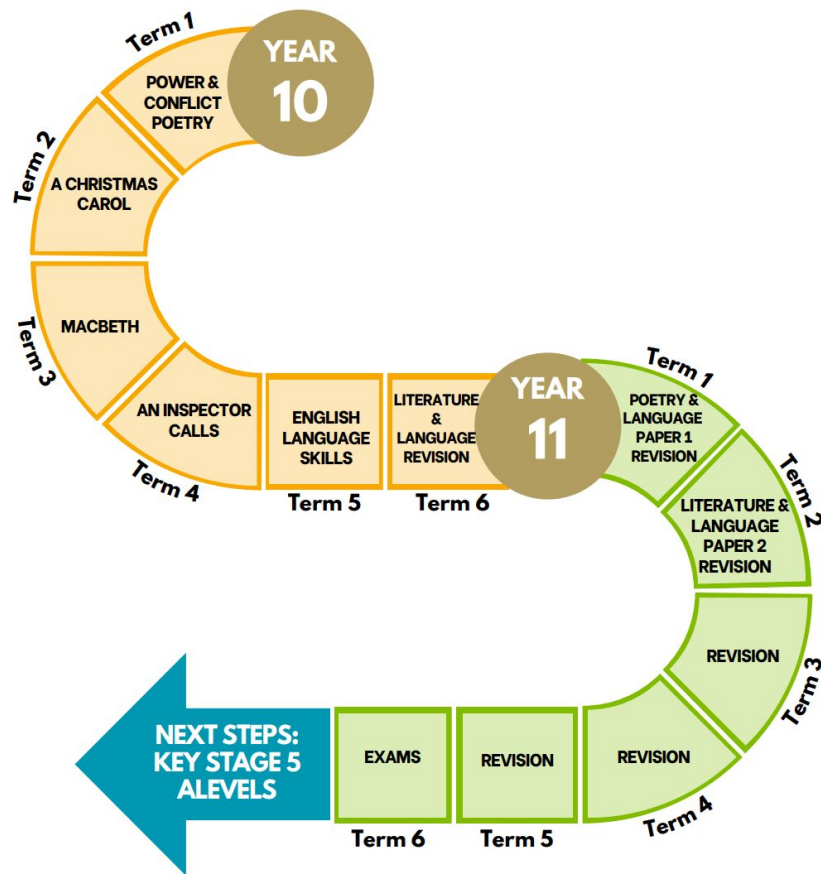 YEAR
10
Term 1
POWER &
CONFLICT
POETRY
Term 2
A CHRISTMAS
CAROL
Term 3
MACBETH
Term 4
AN INSPECTOR
CALLS
Term 5
ENGLISH
LANGUAGE
SKILLS
Term 6
LITERATURE
&
LANGUAGE
REVISION
YEAR
11
Term 1
POETRY &
LANGUAGE
PAPER 1
REVISION
Term 2
LITERATURE &
LANGUAGE
PAPER 2
REVISION
Term 3
REVISION
Term 4
REVISION
Term 5
REVISION
Term 6
EXAMS
NEXT STEPS:
KEY STAGE 5
ALEVELS